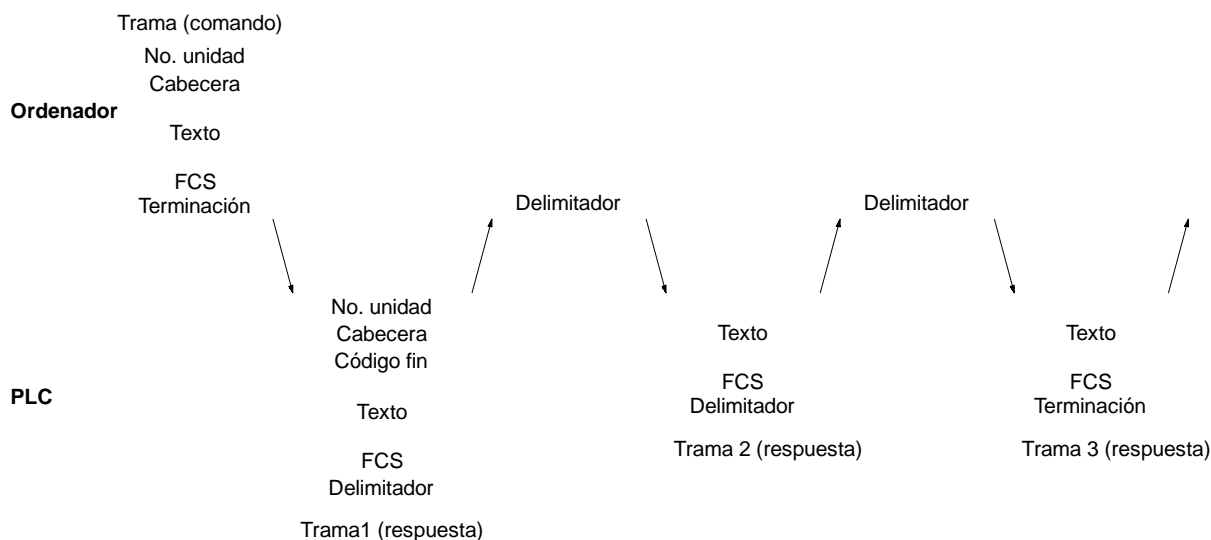 Trama (comando)
No. unidad
Cabecera
Ordenador
Texto
FCS
Terminación
Delimitador
Delimitador
No. unidad
Cabecera
Código fin
Texto
Texto
PLC
FCS
Delimitador
FCS
Terminación
Texto
Trama 2 (respuesta)
Trama 3 (respuesta)
FCS
Delimitador
Trama1 (respuesta)